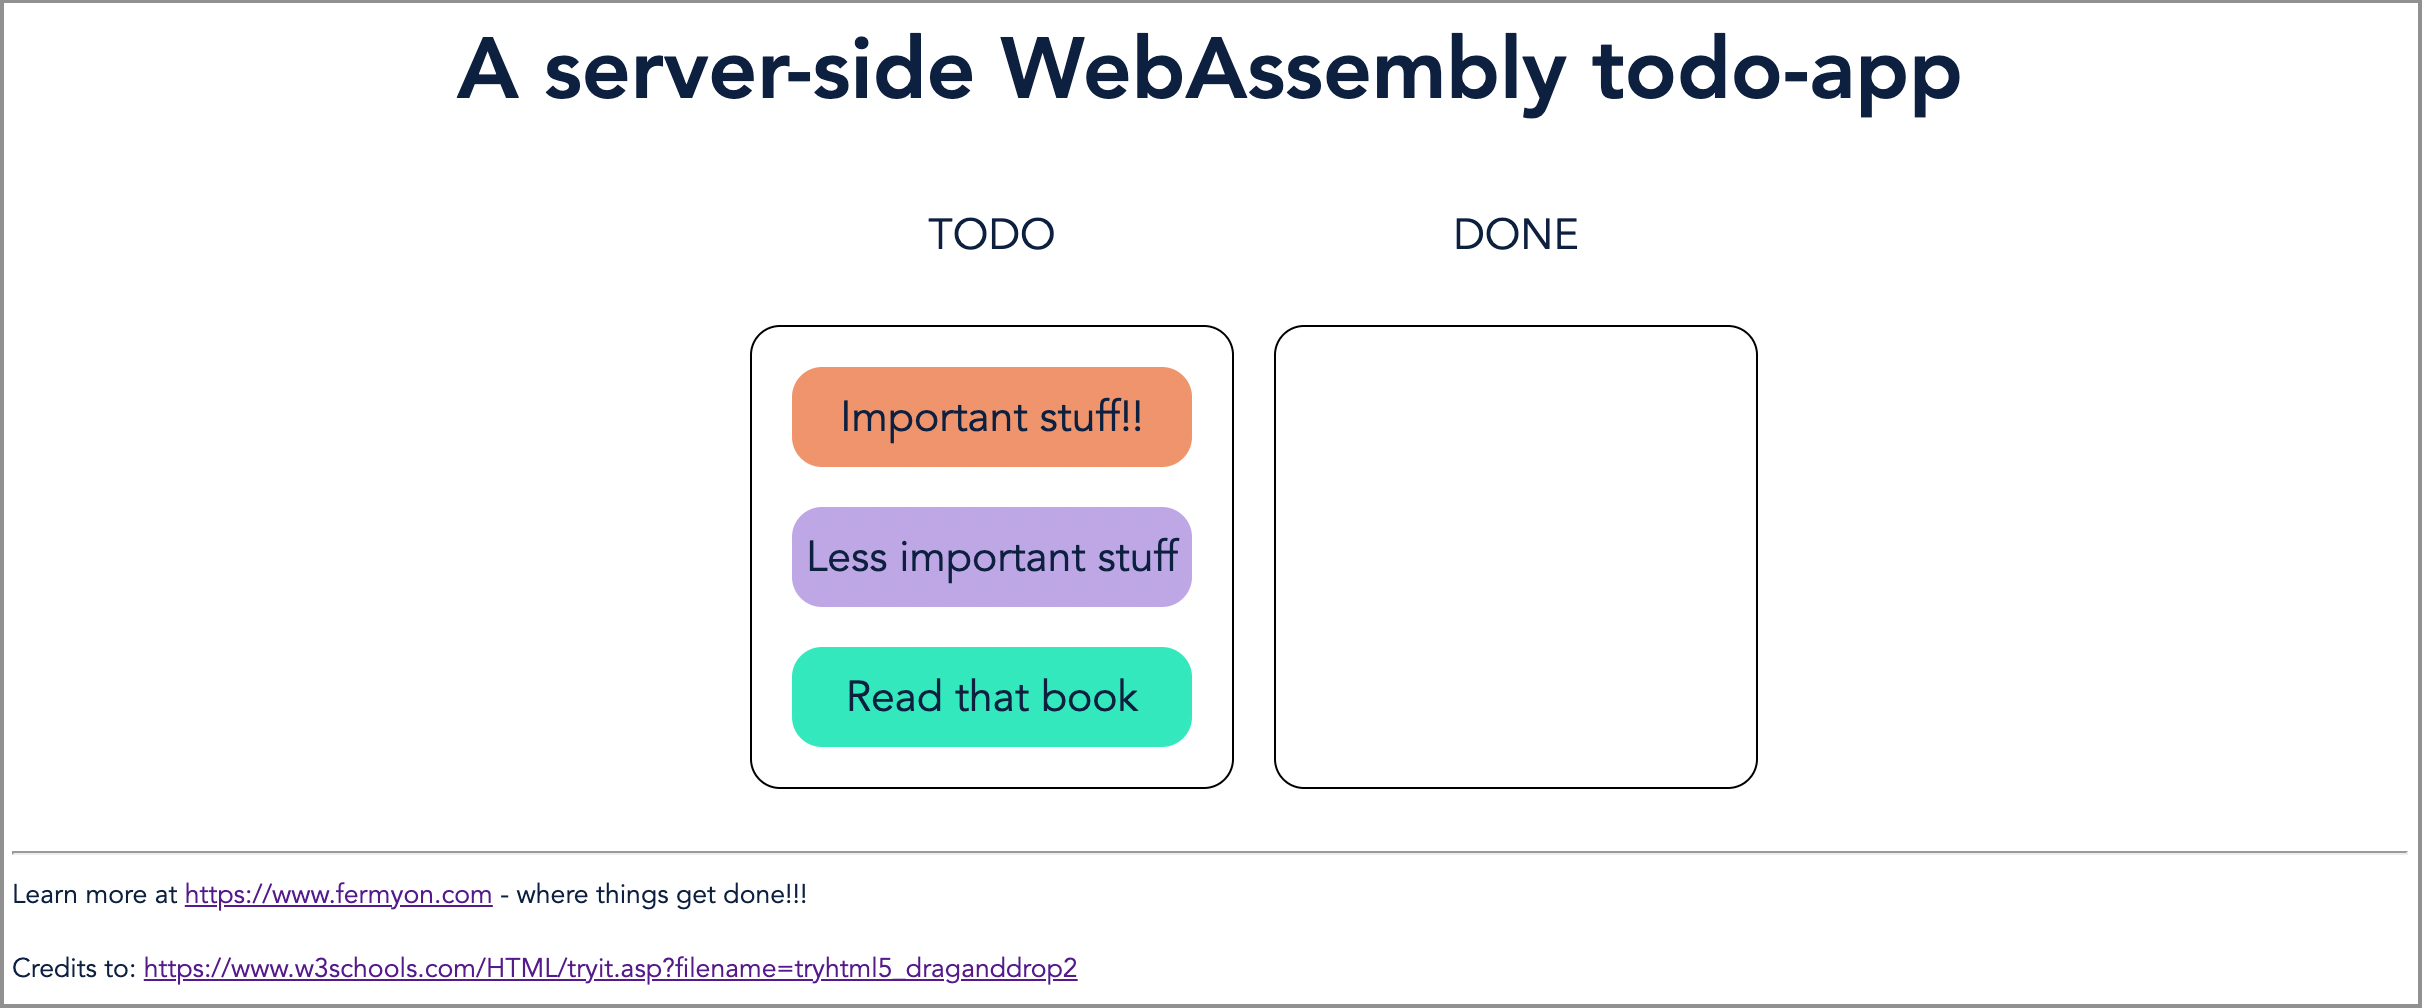 A server-side WebAssembly todo-app
TODO
DONE
Important stuff!!
Less important stuff
Read that book
Learn more at https://www.fermyon.com - where things get done!!!
Credits to: https://www.w3schools.com/HTML/tryit.asp?filename=tryhtml5_draganddrop2